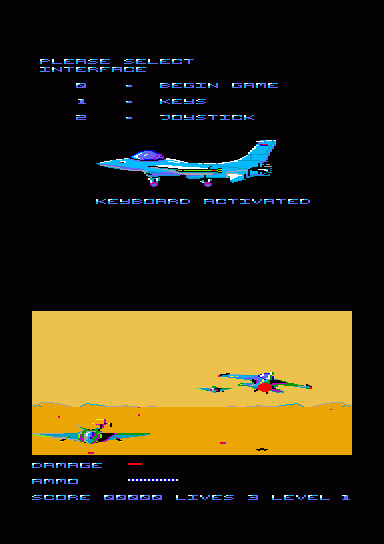 PLEASE SELECT
INTERFACE
0 - BEGIN GAME
1 - KEYS
2 - JOYSTICK
KEYBOARD ACTIVATED
DAMAGE
AMMO
SCORE 00000 LIVES 3 LEVEL 1